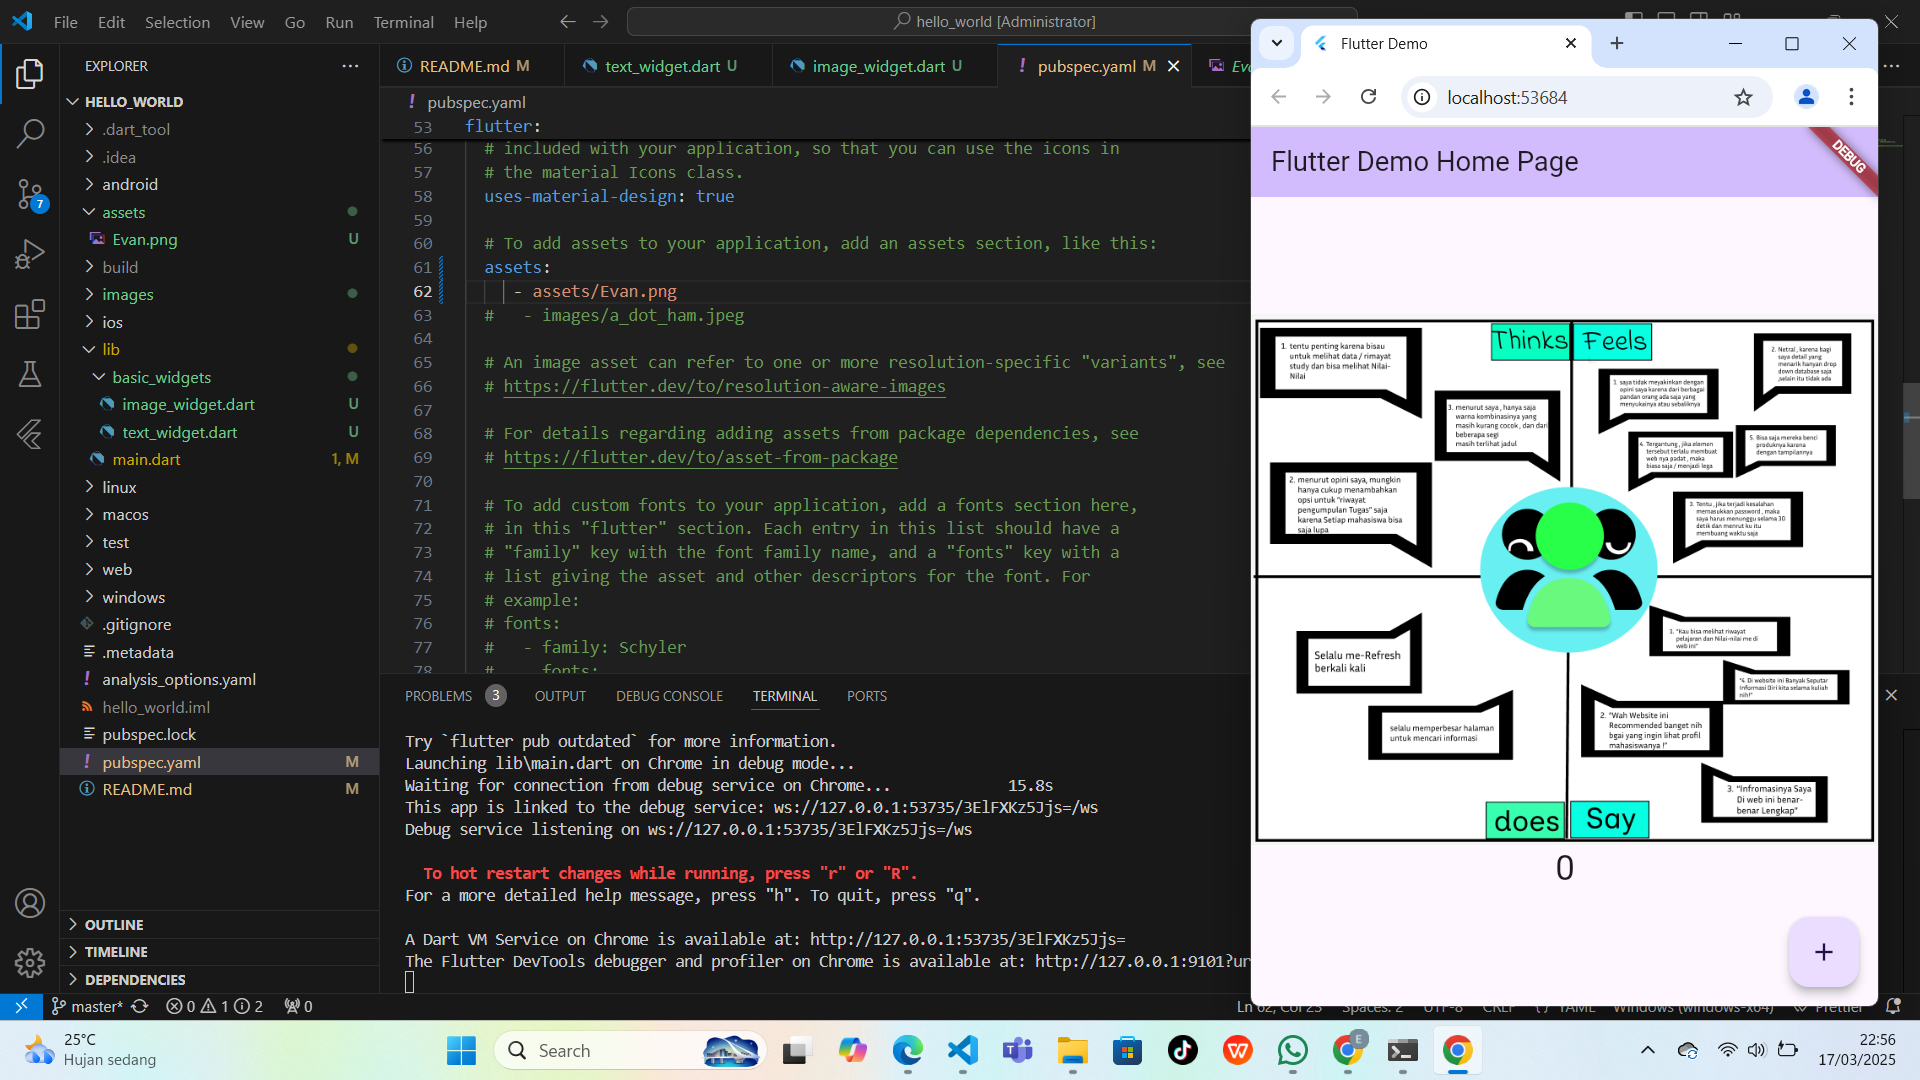 File Edit Selection View Go Run Terminal Help
hello_world [Administrator]
EXPLORER
HELLO_WORLD
.dart_tool
.idea
android
assets
Evan.png U
build
images
ios
lib
basic_widgets
image_widget.dart U
text_widget.dart U
main.dart 1, M
linux
macos
test
web
windows
.gitignore
.metadata
analysis_options.yaml
hello_world.iml
pubspec.lock
pubspec.yaml M
README.md M
OUTLINE
TIMELINE
DEPENDENCIES
7
README.md M
text_widget.dart U
image_widget.dart U
pubspec.yaml M
pubspec.yaml
53 flutter:
56 # included with your application, so that you can use the icons in
57 # the material Icons class.
58 uses-material-design: true
59
60 # To add assets to your application, add an assets section, like this:
61 assets:
62 - assets/Evan.png
63 # - images/a_dot_ham.jpeg
64
65 # An image asset can refer to one or more resolution-specific "variants", see
66 # https://flutter.dev/to/resolution-aware-images
67
68 # For details regarding adding assets from package dependencies, see
69 # https://flutter.dev/to/asset-from-package
70
71 # To add custom fonts to your application, add a fonts section here,
72 # in this "flutter" section. Each entry in this list should have a
73 # "family" key with the font family name, and a "fonts" key with a
74 # list giving the asset and other descriptors for the font. For
75 # example:
76 # fonts:
77 # - family: Schyler
78 # fonts:
PROBLEMS 3 OUTPUT DEBUG CONSOLE TERMINAL PORTS
Try `flutter pub outdated` for more information.
Launching lib\main.dart on Chrome in debug mode...
Waiting for connection from debug service on Chrome... 15.8s
This app is linked to the debug service: ws://127.0.0.1:53735/3ElFXKz5Jjs=/ws
Debug service listening on ws://127.0.0.1:53735/3ElFXKz5Jjs=/ws
To hot restart changes while running, press "r" or "R".
For a more detailed help message, press "h". To quit, press "q".
A Dart VM Service on Chrome is available at: http://127.0.0.1:53735/3ElFXKz5Jjs=
The Flutter DevTools debugger and profiler on Chrome is available at: http://127.0.0.1:9101?ur
master* 0 1 2 0
Ln 62, Col 23 Spaces: 2 UTF-8 CRLF YAML Windows (windows-x64) Prettier
Flutter Demo
localhost:53684
Flutter Demo Home Page
DEBUG
Thinks Feels
1. tentu penting karena bisau
untuk melihat data / rimayat
study dan bisa melihat Nilai-
Nilai
3. menurut saya , hanya saja
warna kombinasinya yang
masih kurang cocok , dan dari
beberapa segi
masih terlihat jadul
2. menurut opini saya, mungkin
hanya cukup menambahkan
opsi untuk "riwayat
pengumpulan Tugas" saja
karena Setiap mahasiswa bisa
saja lupa
2. Netral , karena bagi
saya detail yang
menarik hanyan drop
down database saja
,selain itu tidak ada
1. saya tidak meyakinkan dengan
opini saya karena dari berbagai
pandan orang ada saja yang
menyukainya atau sebaliknya
4. Tergantung , jika elemen
tersebut terlalu membuat
web nya padat , maka
biasa saja / menjadi lega
5. Bisa saja mereka benci
produknya karena
dengan tampilannya
3. Tentu , jika terjadi kesalahan
memasukkan password , maka
saya harus menunggu selama 30
detik dan menrut ku itu
membuang waktu saja
Selalu me-Refresh
berkali kali
selalu memperbesar halaman
untuk mencari informasi
1. "Kau bisa melihat riwayat
pelajaran dan Nilai-nilai me di
web ini"
"4. Di website ini Banyak Seputar
Informasi Diri kita selama kuliah
nih!"
2. "Wah Website ini
Recommended banget nih
bgai yang ingin lihat profil
mahasiswanya !"
3. "Infromasinya Saya
Di web ini benar-
benar Lengkap"
does Say
0
+
25°C
Hujan sedang
Search
E
22:56
17/03/2025